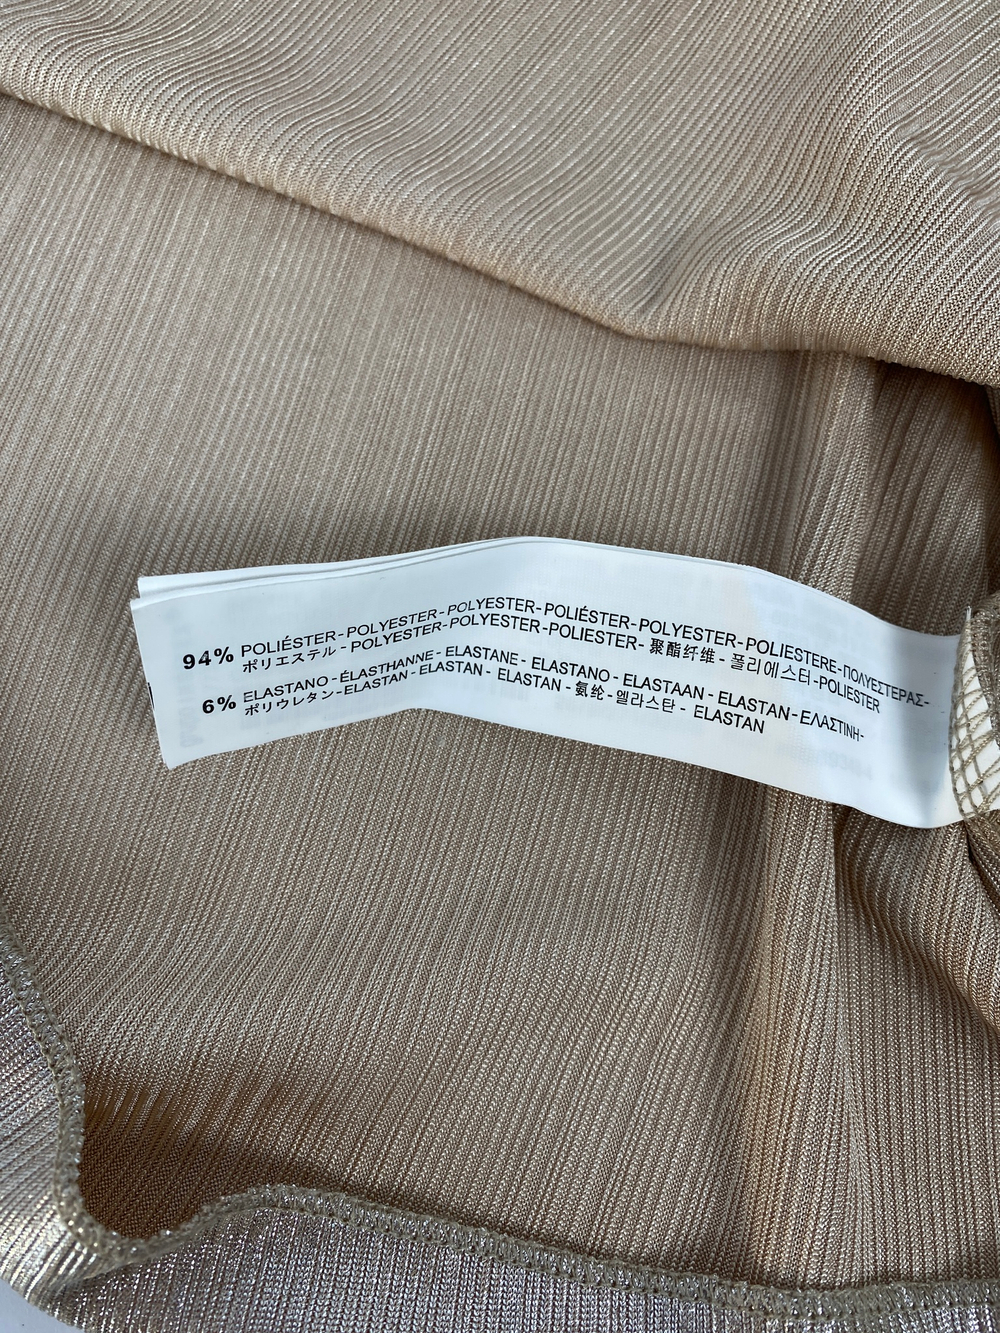 94% POLIÉSTER-POLYESTER-POLYESTER-POLIÉSTER-POLYESTER-POLYESTER-POLIESTERE-ΠΟΛΥΕΣΤΕΡΑΣ-
ポリエステル - POLYESTER-POLYESTER-POLIESTER- 聚酯纤维 - 폴리에스터 -POLIESTER
6% ELASTANO -ÉLASTHANNE - ELASTANE - ELASTANO - ELASTAAN - ELASTAN -ΕΛΑΣΤΙΝΗ-
ポリウレタン-ELASTAN -ELASTAN - ELASTAN -氨纶- 엘라스탄 - ELASTAN